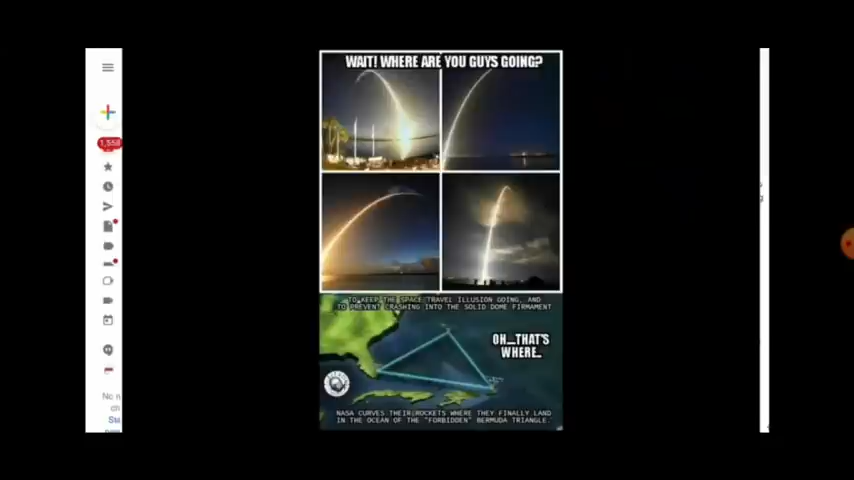 WAIT! WHERE ARE YOU GUYS GOING?
TO KEEP THE SPACE TRAVEL ILLUSION GOING, AND
TO PREVENT CRASHING INTO THE SOLID DOME FIRMAMENT
OH...THAT'S
WHERE..
NASA CURVES THEIR ROCKETS WHERE THEY FINALLY LAND
IN THE OCEAN OF THE "FORBIDDEN" BERMUDA TRIANGLE.
1,558
No n